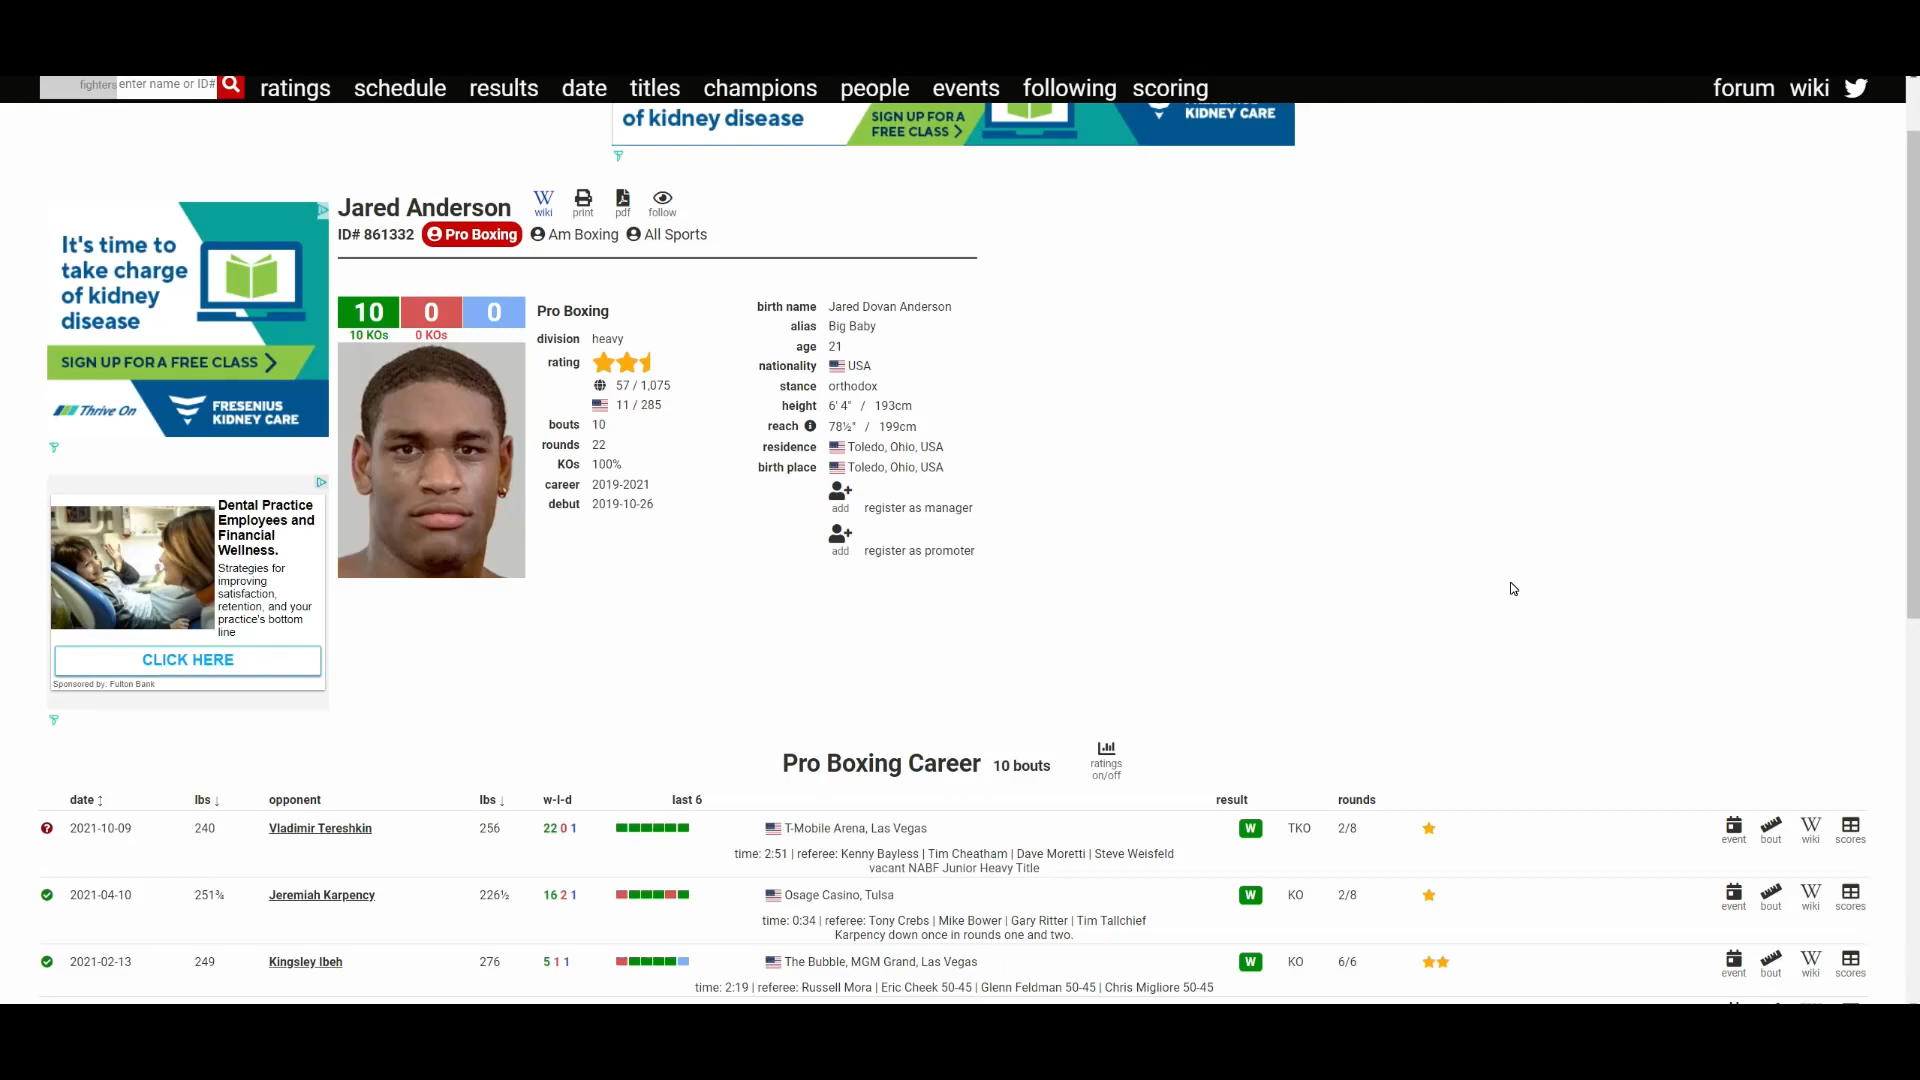 fighters enter name or ID# ratings schedule results date titles champions people events following scoring forum wiki
of kidney disease
SIGN UP FOR A
FREE CLASS >
FRESENIUS
KIDNEY CARE
It's time to
take charge
of kidney
disease
SIGN UP FOR A FREE CLASS >
Thrive On
FRESENIUS
KIDNEY CARE
Dental Practice
Employees and
Financial
Wellness.
Strategies for
improving
satisfaction,
retention, and your
practice's bottom
line
CLICK HERE
Sponsored by: Fulton Bank
Jared Anderson
W
wiki print pdf follow
ID# 861332 Pro Boxing Am Boxing All Sports
10 0 0
10 KOs 0 KOs
Pro Boxing
division heavy
rating
57 / 1,075
11 / 285
bouts 10
rounds 22
KOs 100%
career 2019-2021
debut 2019-10-26
birth name Jared Dovan Anderson
alias Big Baby
age 21
nationality USA
stance orthodox
height 6' 4" / 193cm
reach 78½" / 199cm
residence Toledo, Ohio, USA
birth place Toledo, Ohio, USA
add register as manager
add register as promoter
Pro Boxing Career 10 bouts
ratings
on/off
date ↕ lbs ↓ opponent lbs ↓ w-l-d last 6 result rounds
2021-10-09 240 Vladimir Tereshkin 256 22 0 1 T-Mobile Arena, Las Vegas W TKO 2/8 W
event bout wiki scores
time: 2:51 | referee: Kenny Bayless | Tim Cheatham | Dave Moretti | Steve Weisfeld
vacant NABF Junior Heavy Title
2021-04-10 251¾ Jeremiah Karpency 226½ 16 2 1 Osage Casino, Tulsa W KO 2/8 W
event bout wiki scores
time: 0:34 | referee: Tony Crebs | Mike Bower | Gary Ritter | Tim Tallchief
Karpency down once in rounds one and two.
2021-02-13 249 Kingsley Ibeh 276 5 1 1 The Bubble, MGM Grand, Las Vegas W KO 6/6 W
event bout wiki scores
time: 2:19 | referee: Russell Mora | Eric Cheek 50-45 | Glenn Feldman 50-45 | Chris Migliore 50-45